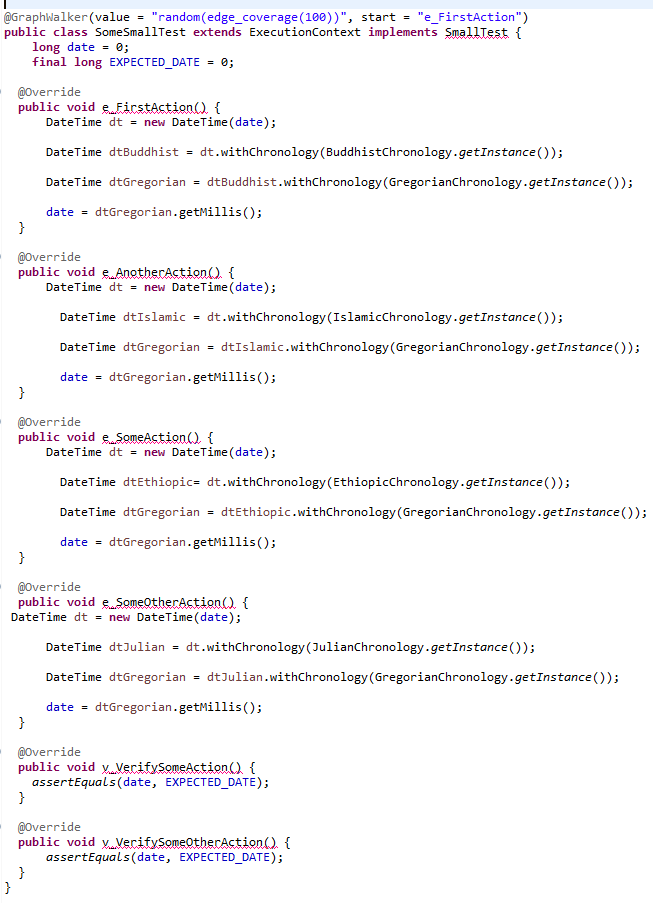 @GraphWalker(value = "random(edge_coverage(100))", start = "e_FirstAction")
public class SomeSmallTest extends ExecutionContext implements SmallTest {
    long date = 0;
    final long EXPECTED_DATE = 0;

  @Override
  public void e_FirstAction() {
      DateTime dt = new DateTime(date);

      DateTime dtBuddhist = dt.withChronology(BuddhistChronology.getInstance());

      DateTime dtGregorian = dtBuddhist.withChronology(GregorianChronology.getInstance());

      date = dtGregorian.getMillis();
  }

  @Override
  public void e_AnotherAction() {
      DateTime dt = new DateTime(date);

        DateTime dtIslamic = dt.withChronology(IslamicChronology.getInstance());

        DateTime dtGregorian = dtIslamic.withChronology(GregorianChronology.getInstance());

        date = dtGregorian.getMillis();
  }

  @Override
  public void e_SomeAction() {
      DateTime dt = new DateTime(date);

        DateTime dtEthiopic= dt.withChronology(EthiopicChronology.getInstance());

        DateTime dtGregorian = dtEthiopic.withChronology(GregorianChronology.getInstance());

        date = dtGregorian.getMillis();
  }

  @Override
  public void e_SomeOtherAction() {
 DateTime dt = new DateTime(date);

      DateTime dtJulian = dt.withChronology(JulianChronology.getInstance());

      DateTime dtGregorian = dtJulian.withChronology(GregorianChronology.getInstance());

      date = dtGregorian.getMillis();
  }

  @Override
  public void v_VerifySomeAction() {
    assertEquals(date, EXPECTED_DATE);
  }

  @Override
  public void v_VerifySomeOtherAction() {
      assertEquals(date, EXPECTED_DATE);
  }
}